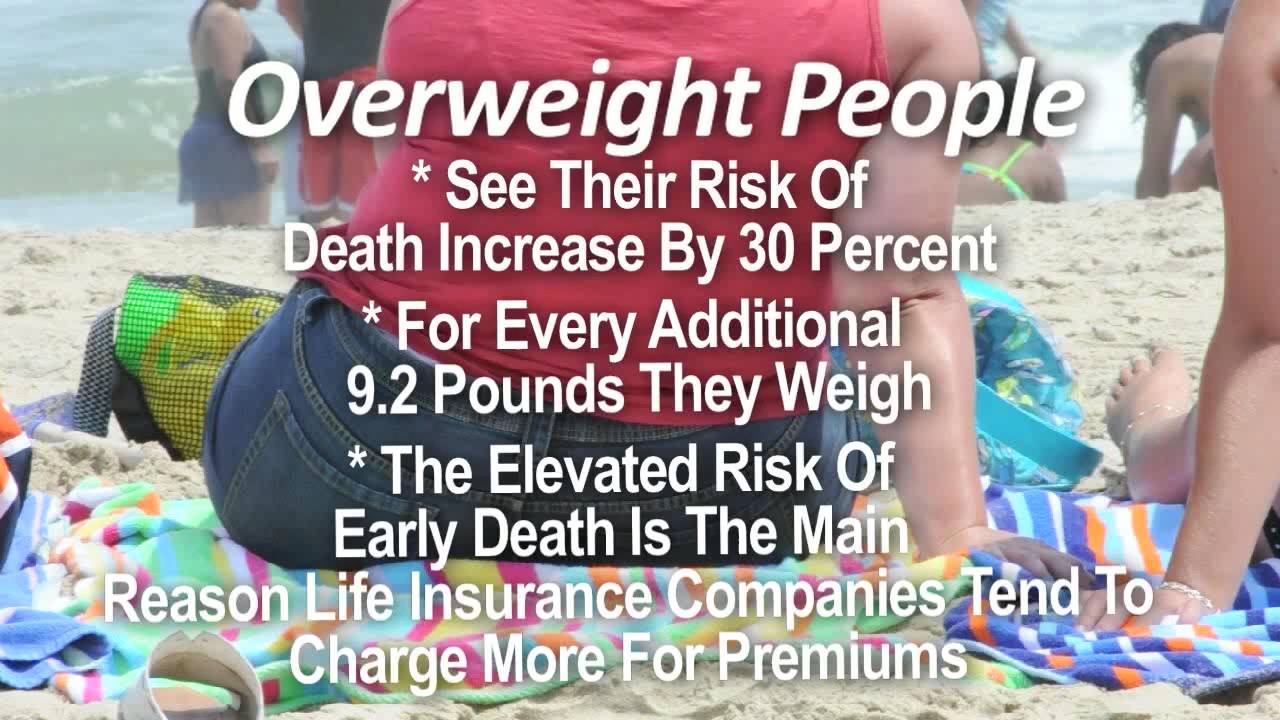 Overweight People
* See Their Risk Of
Death Increase By 30 Percent
* For Every Additional
9.2 Pounds They Weigh
* The Elevated Risk Of
Early Death Is The Main
Reason Life Insurance Companies Tend To
Charge More For Premiums